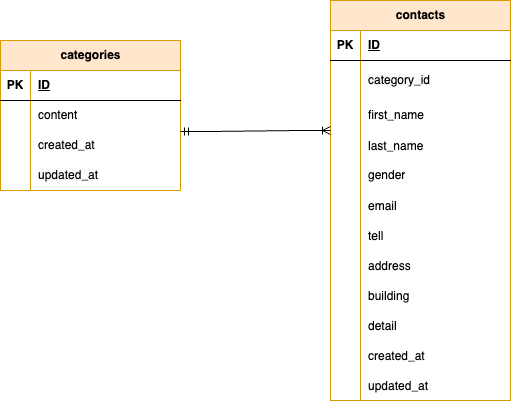 categories
PK ID
content
created_at
updated_at
contacts
PK ID
category_id
first_name
last_name
gender
email
tell
address
building
detail
created_at
updated_at